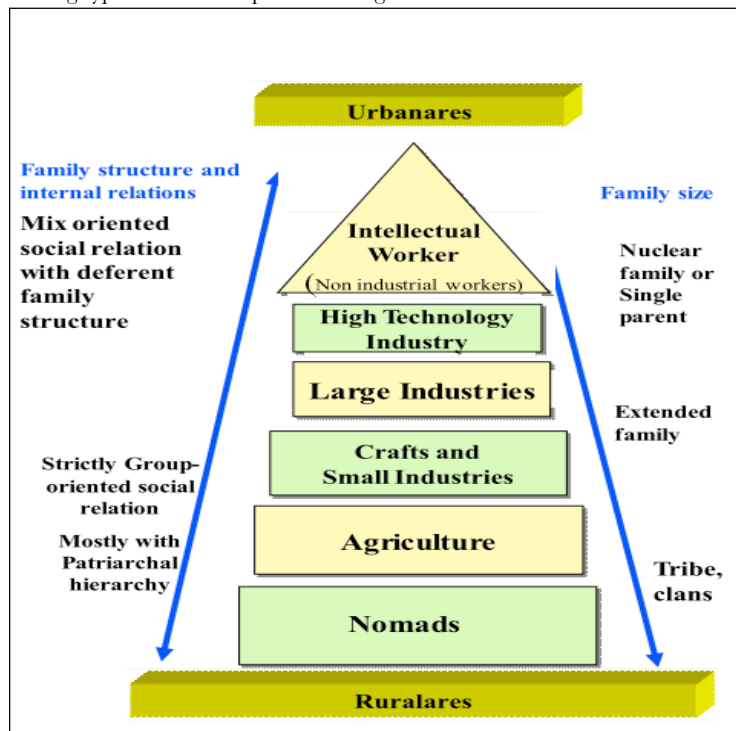 Urbanares
Family structure and
internal relations
Mix oriented
social relation
with deferent
family
structure
Family size
Nuclear
family or
Single
parent
Intellectual
Worker
(Non industrial workers)
High Technology
Industry
Large Industries
Extended
family
Crafts and
Small Industries
Strictly Group-
oriented social
relation
Mostly with
Patriarchal
hierarchy
Agriculture
Tribe,
clans
Nomads
Ruralares